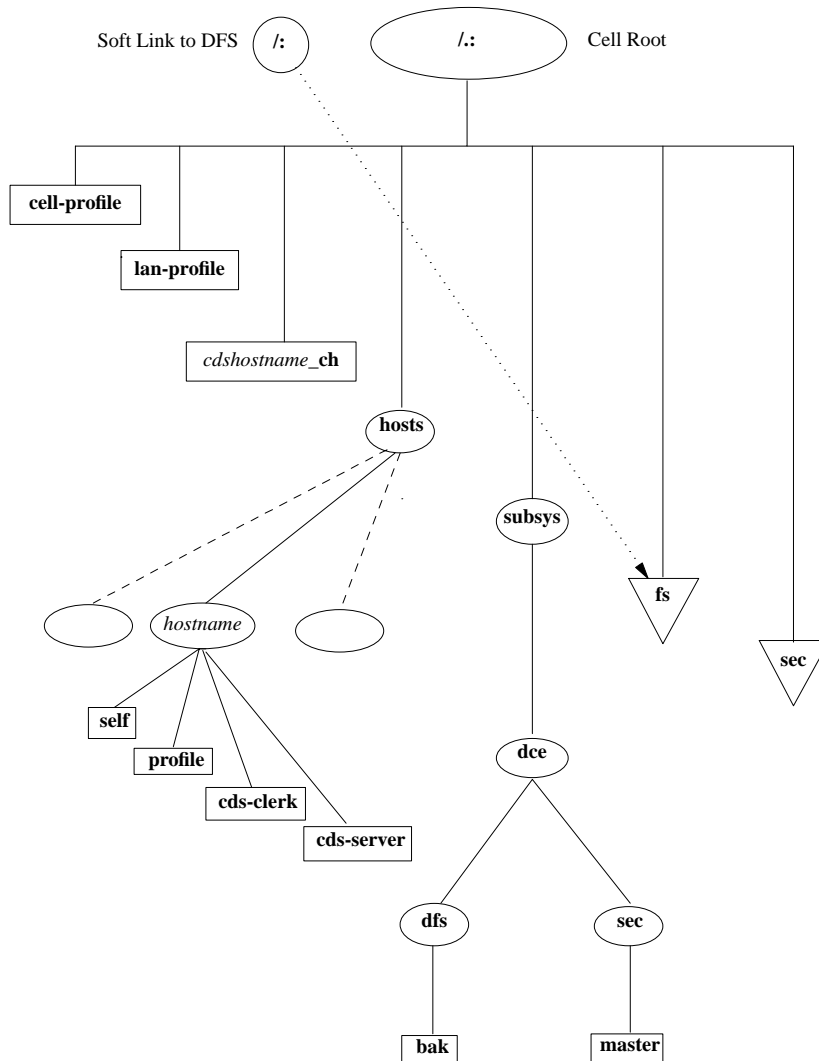 Soft Link to DFS
/:
/.:
Cell Root
cell-profile
lan-profile
cdshostname_ch
hosts
subsys
fs
hostname
sec
self
profile
dce
cds-clerk
cds-server
dfs
sec
bak
master